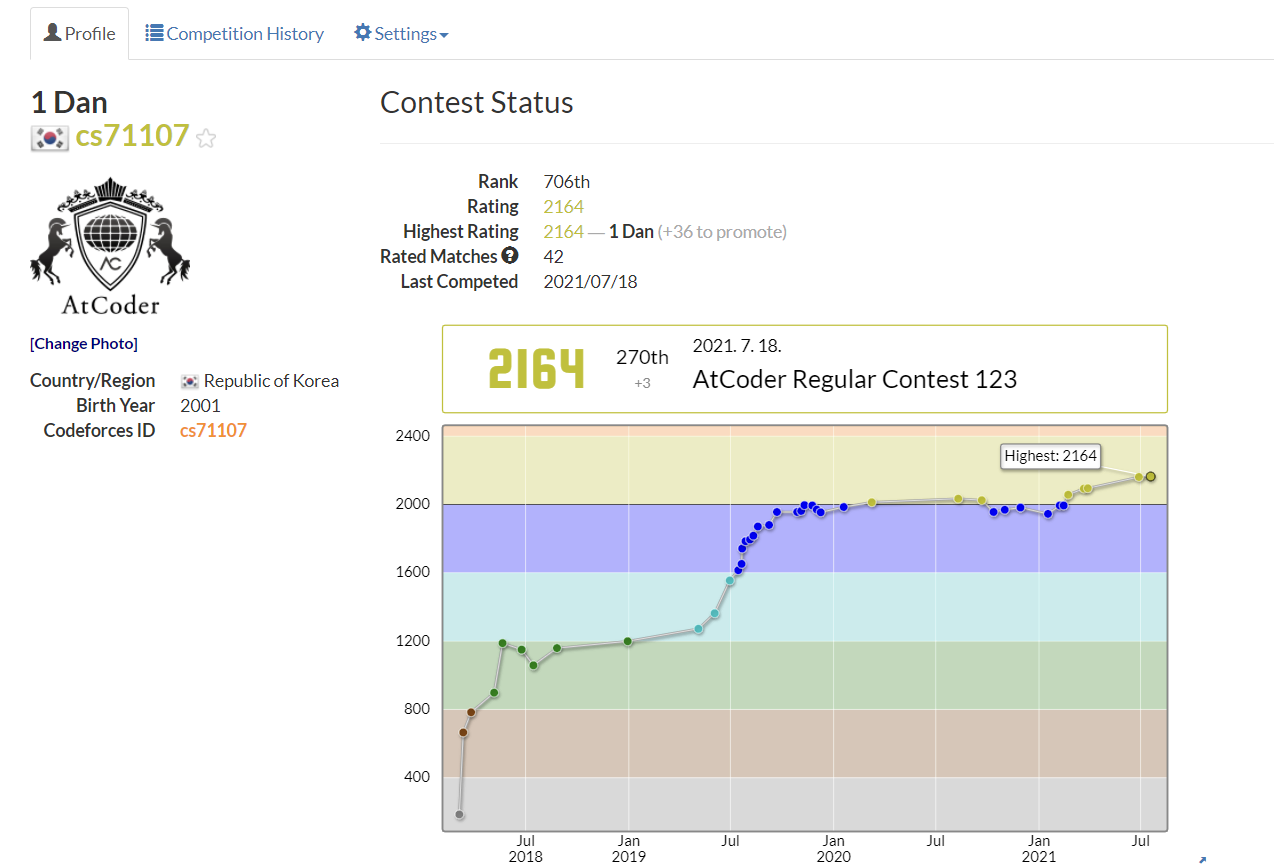 Profile
Competition History
Settings
1 Dan
cs71107
AC
AtCoder
[Change Photo]
Country/Region Republic of Korea
Birth Year 2001
Codeforces ID cs71107
Contest Status
Rank 706th
Rating 2164
Highest Rating 2164 — 1 Dan (+36 to promote)
Rated Matches ? 42
Last Competed 2021/07/18
2164
270th
+3
2021. 7. 18.
AtCoder Regular Contest 123
Highest: 2164
2400
2000
1600
1200
800
400
Jul Jan Jul Jan Jul Jan Jul
2018 2019 2020 2021